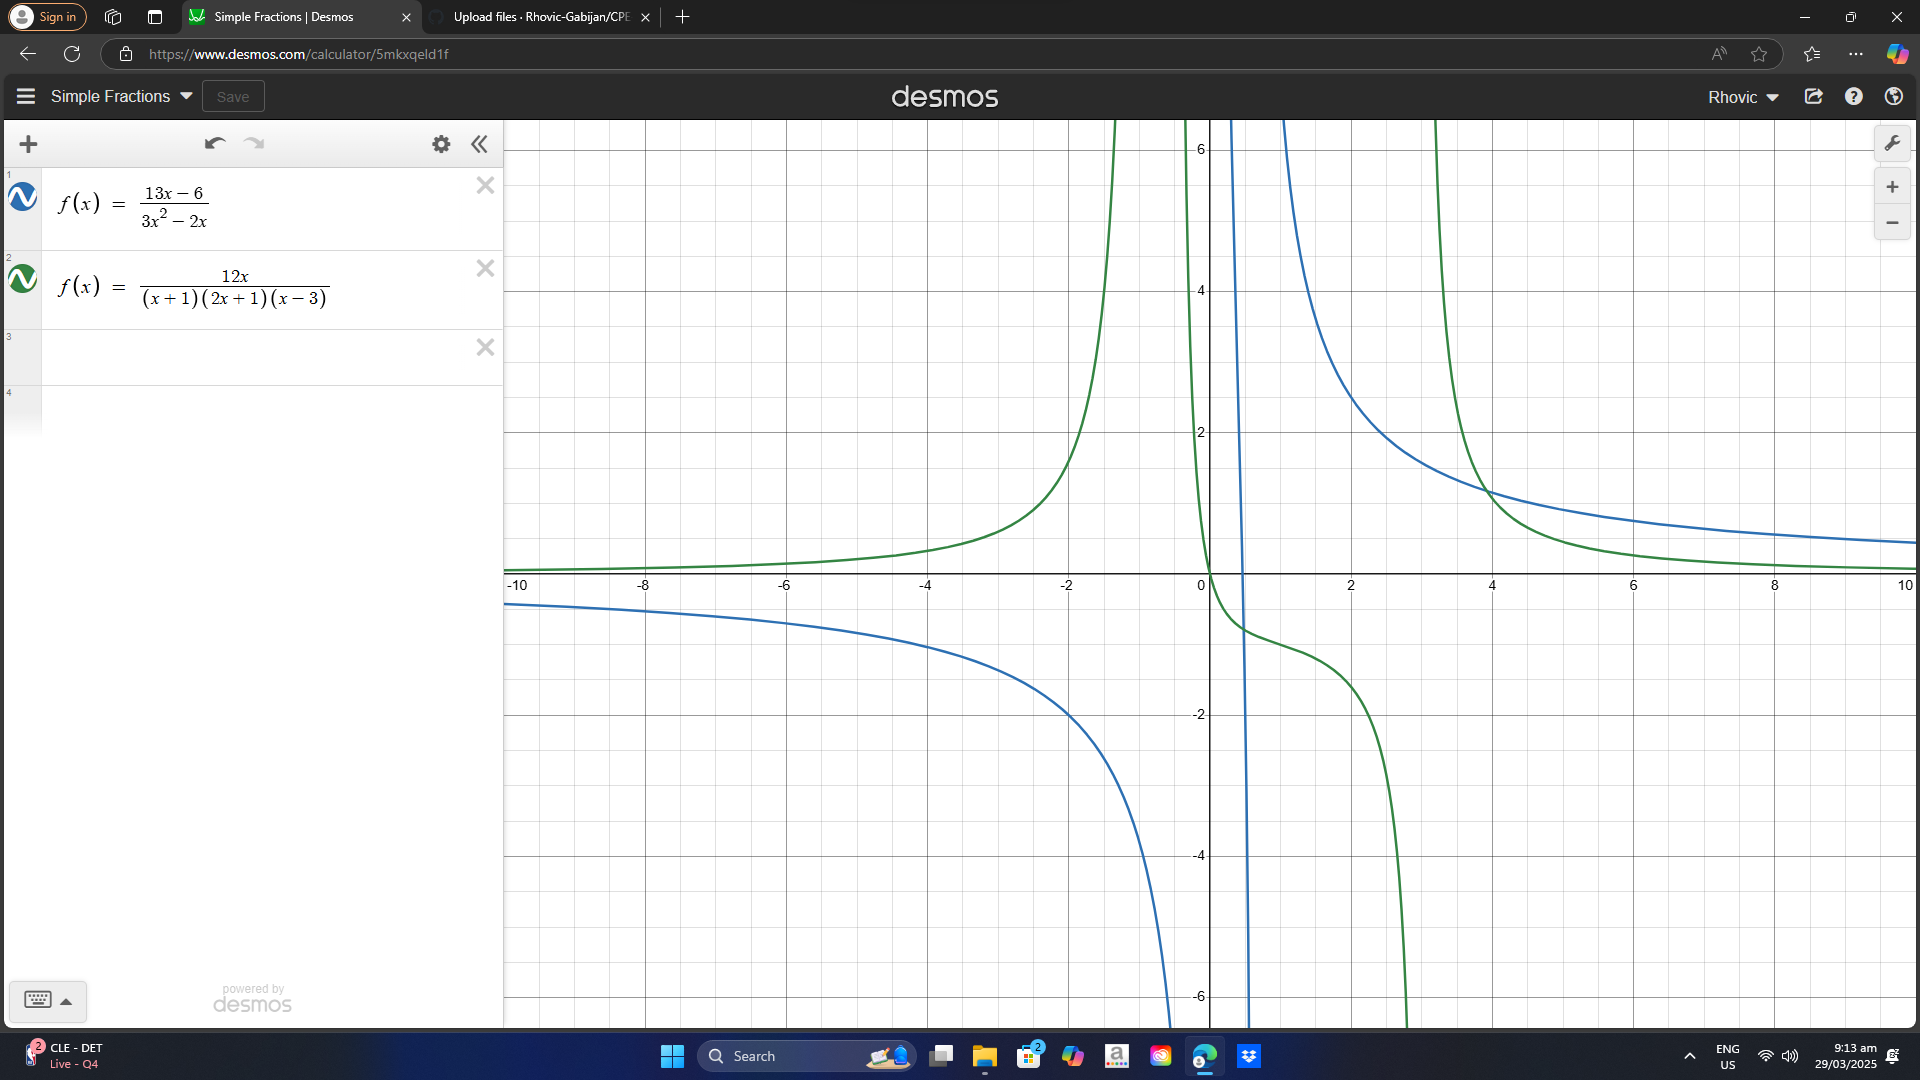 Sign in
Simple Fractions | Desmos
Upload files · Rhovic-Gabijan/CPE
https://www.desmos.com/calculator/5mkxqeld1f
Simple Fractions
Save
desmos
Rhovic
1
f(x) = \frac{13x - 6}{3x^2 - 2x}
2
f(x) = \frac{12x}{(x + 1)(2x + 1)(x - 3)}
3
4
6
4
2
-10 -8 -6 -4 -2 0 2 4 6 8 10
-2
-4
-6
powered by
desmos
2
CLE - DET
Live - Q4
Search
2
a
ENG
US
9:13 am
29/03/2025